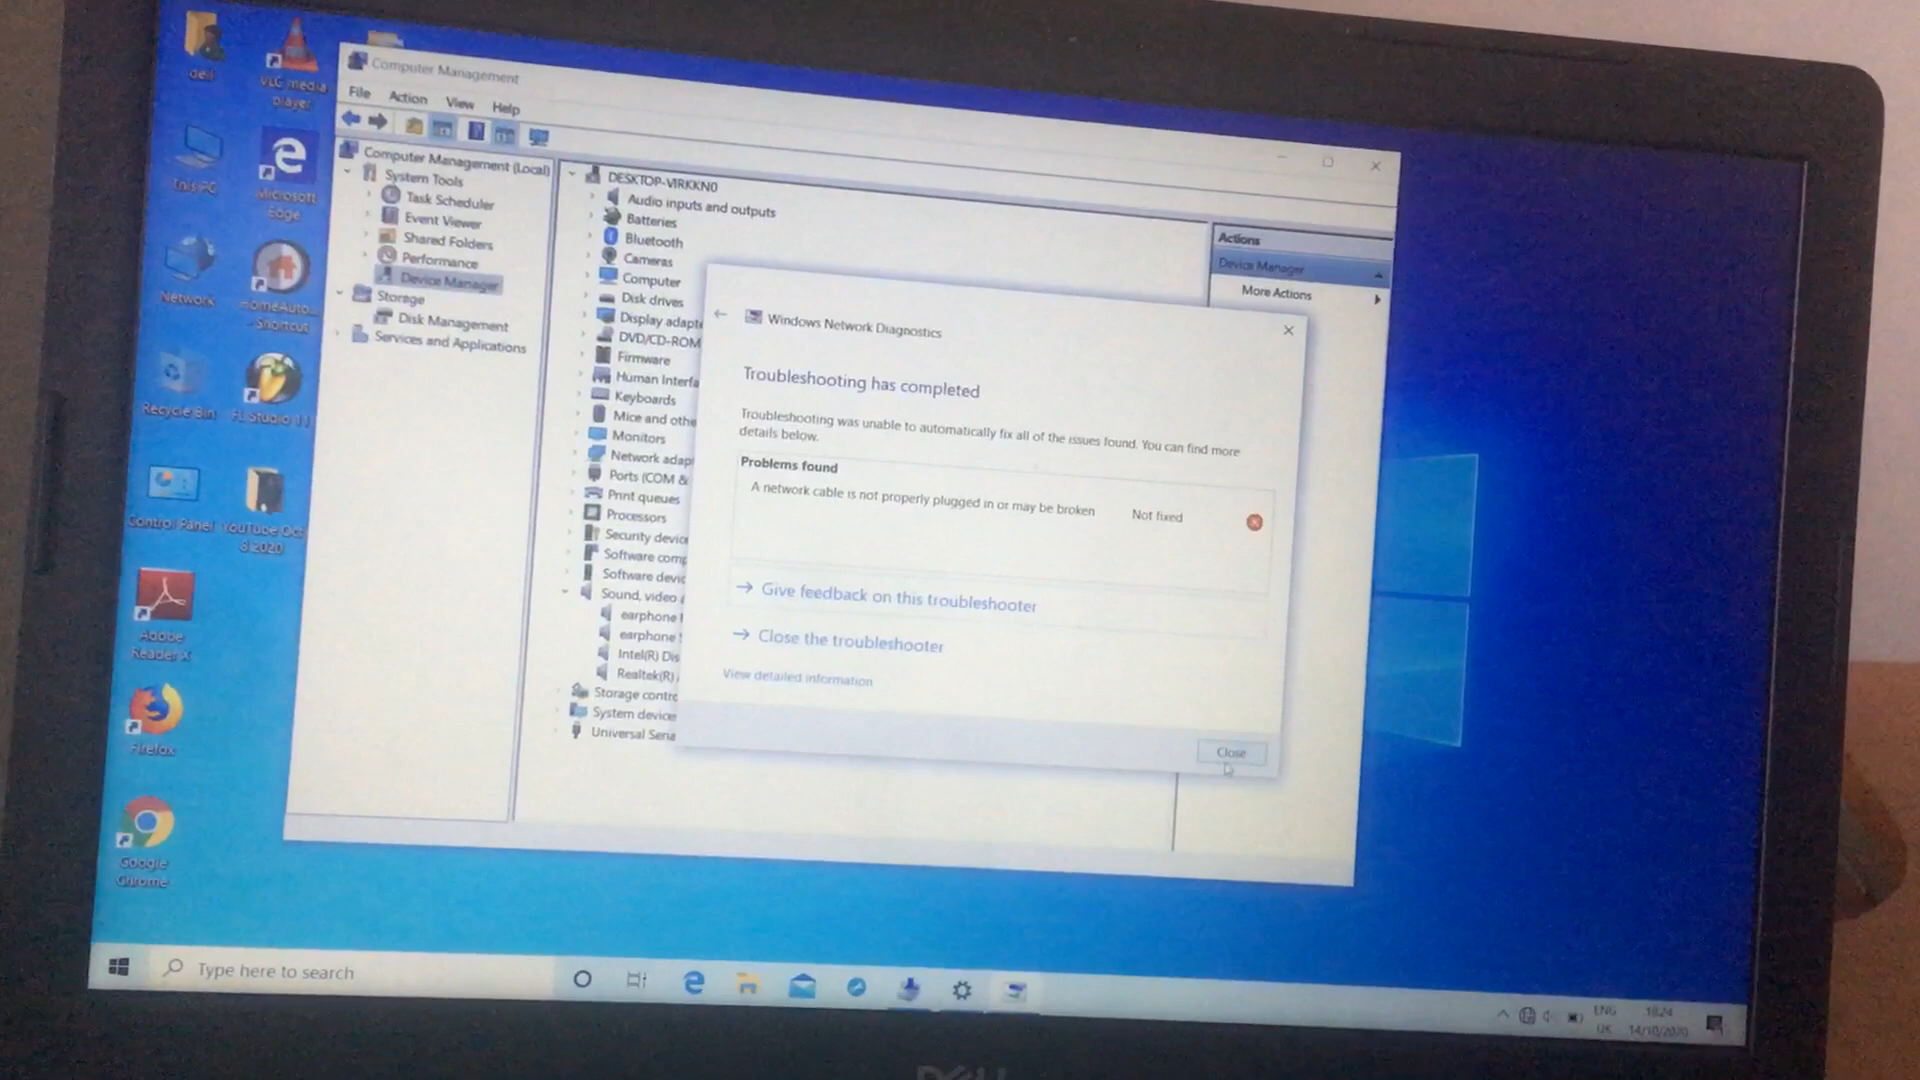 dell
VLC media
player
This PC
Microsoft
Edge
Network
HomeAuto...
- Shortcut
Recycle Bin
FL Studio 11
Control Panel
YouTube Oct
8 2020
Adobe
Reader X
Firefox
Google
Chrome
Computer Management
File Action View Help
Computer Management (Local)
System Tools
Task Scheduler
Event Viewer
Shared Folders
Performance
Device Manager
Storage
Disk Management
Services and Applications
DESKTOP-VIRKKN0
Audio inputs and outputs
Batteries
Bluetooth
Cameras
Computer
Disk drives
Display adapte
DVD/CD-ROM
Firmware
Human Interfa
Keyboards
Mice and othe
Monitors
Network adap
Ports (COM &
Print queues
Processors
Security device
Software comp
Software devic
Sound, video
earphone
earphone
Intel(R) Dis
Realtek(R)
Storage contro
System device
Universal Seria
Actions
Device Manager
More Actions
Windows Network Diagnostics
Troubleshooting has completed
Troubleshooting was unable to automatically fix all of the issues found. You can find more
details below.
Problems found
A network cable is not properly plugged in or may be broken Not fixed
Give feedback on this troubleshooter
Close the troubleshooter
View detailed information
Close
Type here to search
ENG
UK
18:24
14/10/2020
DELL